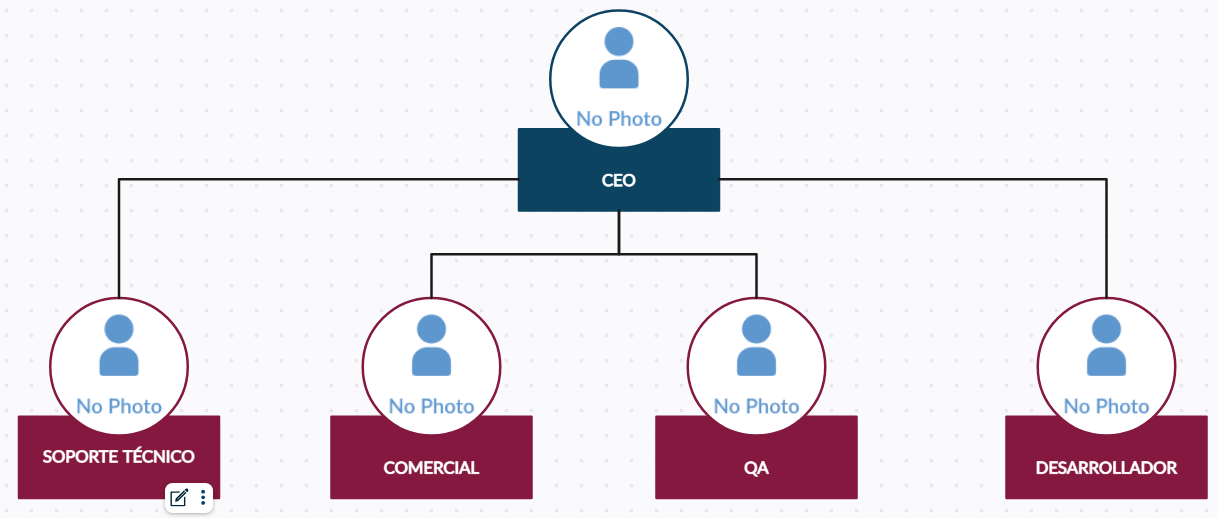 No Photo
CEO
No Photo
No Photo
No Photo
No Photo
SOPORTE TÉCNICO
COMERCIAL
QA
DESARROLLADOR